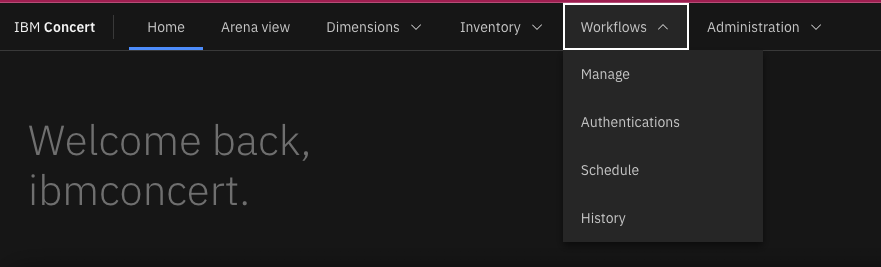 IBM Concert Home Arena view Dimensions Inventory Workflows Administration
Manage
Authentications
Schedule
History
Welcome back,
ibmconcert.